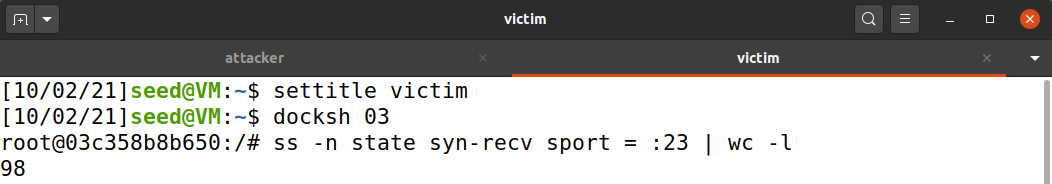 victim
attacker
victim
[10/02/21]seed@VM:~$ settitle victim
[10/02/21]seed@VM:~$ docksh 03
root@03c358b8b650:/# ss -n state syn-recv sport = :23 | wc -l
98